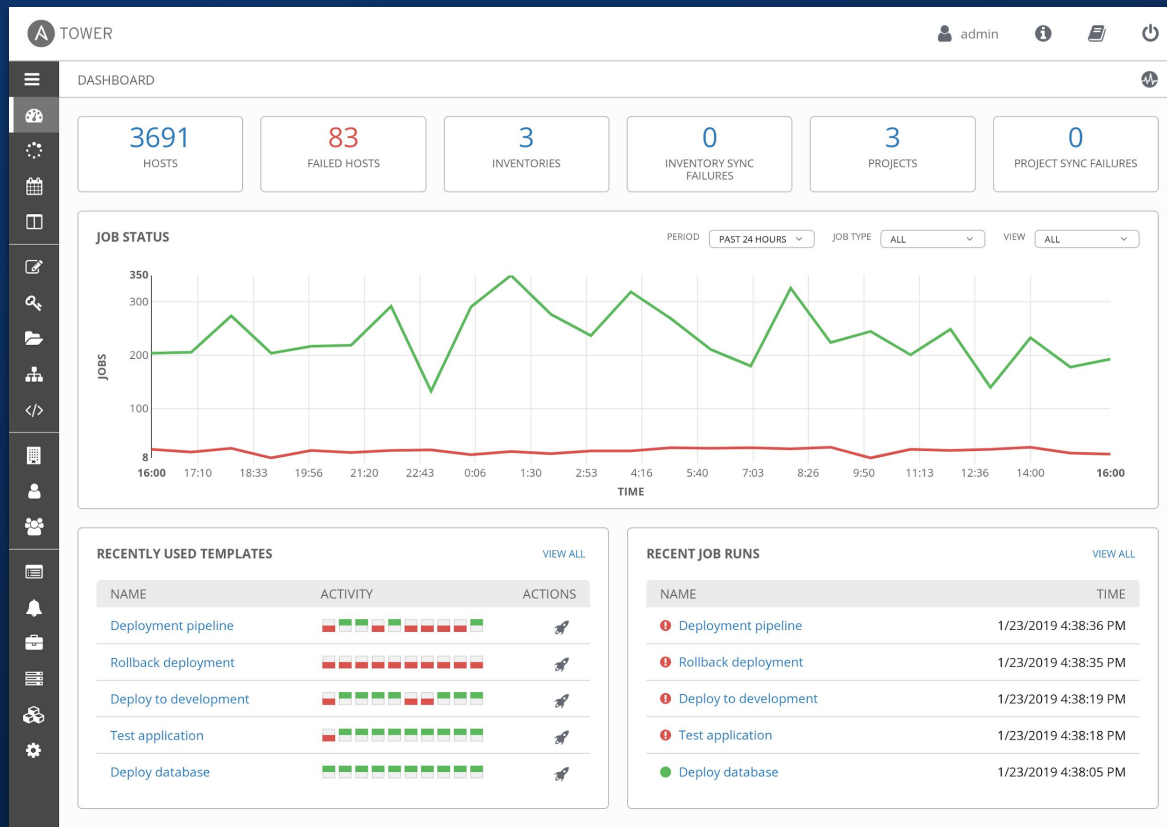 A TOWER
admin
DASHBOARD
3691
HOSTS
83
FAILED HOSTS
3
INVENTORIES
0
INVENTORY SYNC
FAILURES
3
PROJECTS
0
PROJECT SYNC FAILURES
JOB STATUS
PERIOD PAST 24 HOURS JOB TYPE ALL VIEW ALL
350
300
200
100
8
JOBS
16:00 17:10 18:33 19:56 21:20 22:43 0:06 1:30 2:53 4:16 5:40 7:03 8:26 9:50 11:13 12:36 14:00 16:00
TIME
RECENTLY USED TEMPLATES VIEW ALL
NAME ACTIVITY ACTIONS
Deployment pipeline
Rollback deployment
Deploy to development
Test application
Deploy database
RECENT JOB RUNS VIEW ALL
NAME TIME
Deployment pipeline 1/23/2019 4:38:36 PM
Rollback deployment 1/23/2019 4:38:35 PM
Deploy to development 1/23/2019 4:38:19 PM
Test application 1/23/2019 4:38:18 PM
Deploy database 1/23/2019 4:38:05 PM